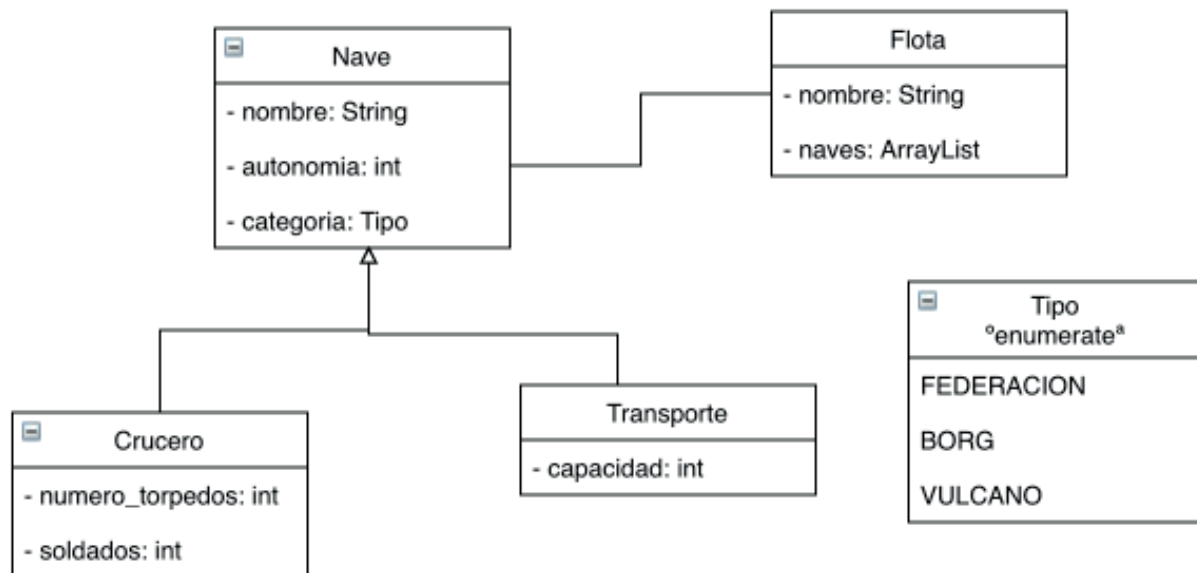 Nave
- nombre: String
- autonomia: int
- categoria: Tipo
Flota
- nombre: String
- naves: ArrayList
Crucero
- numero_torpedos: int
- soldados: int
Transporte
- capacidad: int
Tipo
ºenumerateª
FEDERACION
BORG
VULCANO